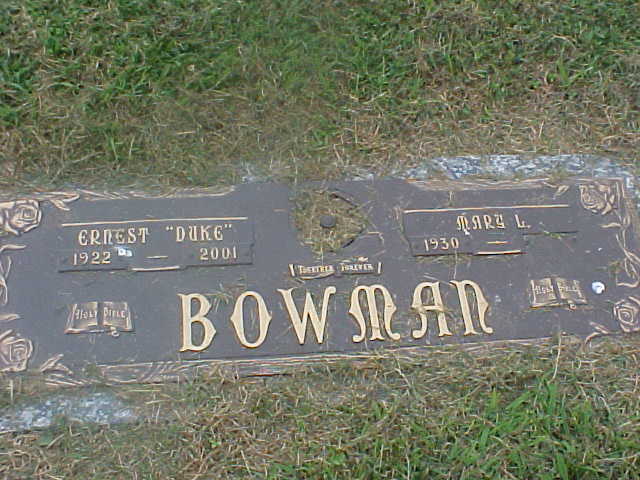 ERNEST "DUKE"
1922 — 2001
MARY L.
1930 —
TOGETHER FOREVER
HOLY BIBLE
BOWMAN
HOLY BIBLE